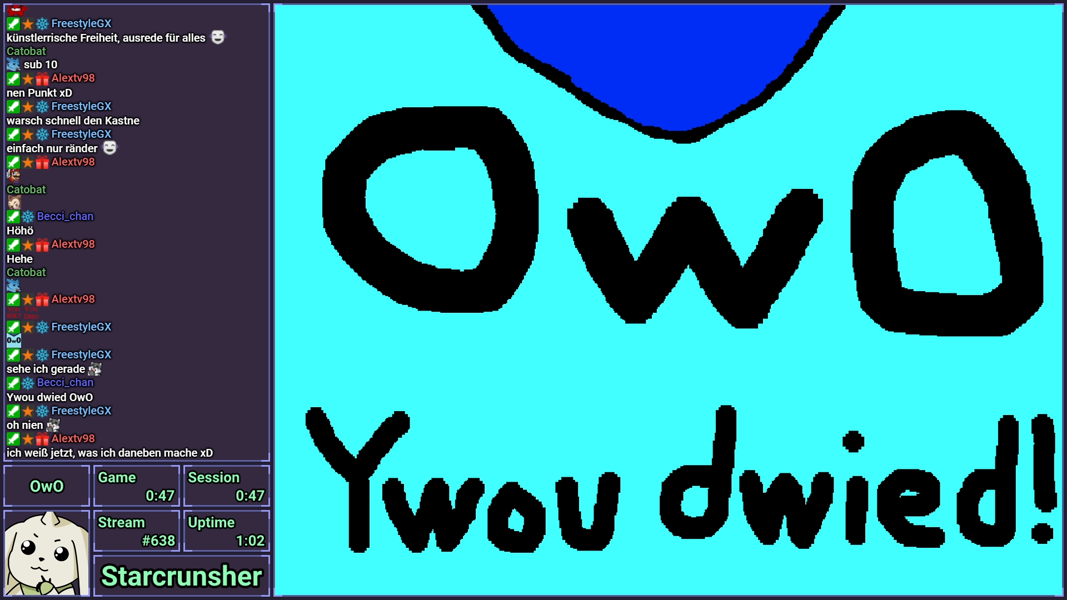 FreestyleGX
künstlerrische Freiheit, ausrede für alles
Catobat
sub 10
Alextv98
nen Punkt xD
FreestyleGX
warsch schnell den Kastne
FreestyleGX
einfach nur ränder
Alextv98
Catobat
Becci_chan
Höhö
Alextv98
Hehe
Catobat
Alextv98
FreestyleGX
OwO
FreestyleGX
sehe ich gerade
Becci_chan
Ywou dwied OwO
FreestyleGX
oh nien
Alextv98
ich weiß jetzt, was ich daneben mache xD
OwO
Game
0:47
Session
0:47
Stream
#638
Uptime
1:02
Starcrunsher
OwO
Ywou dwied!